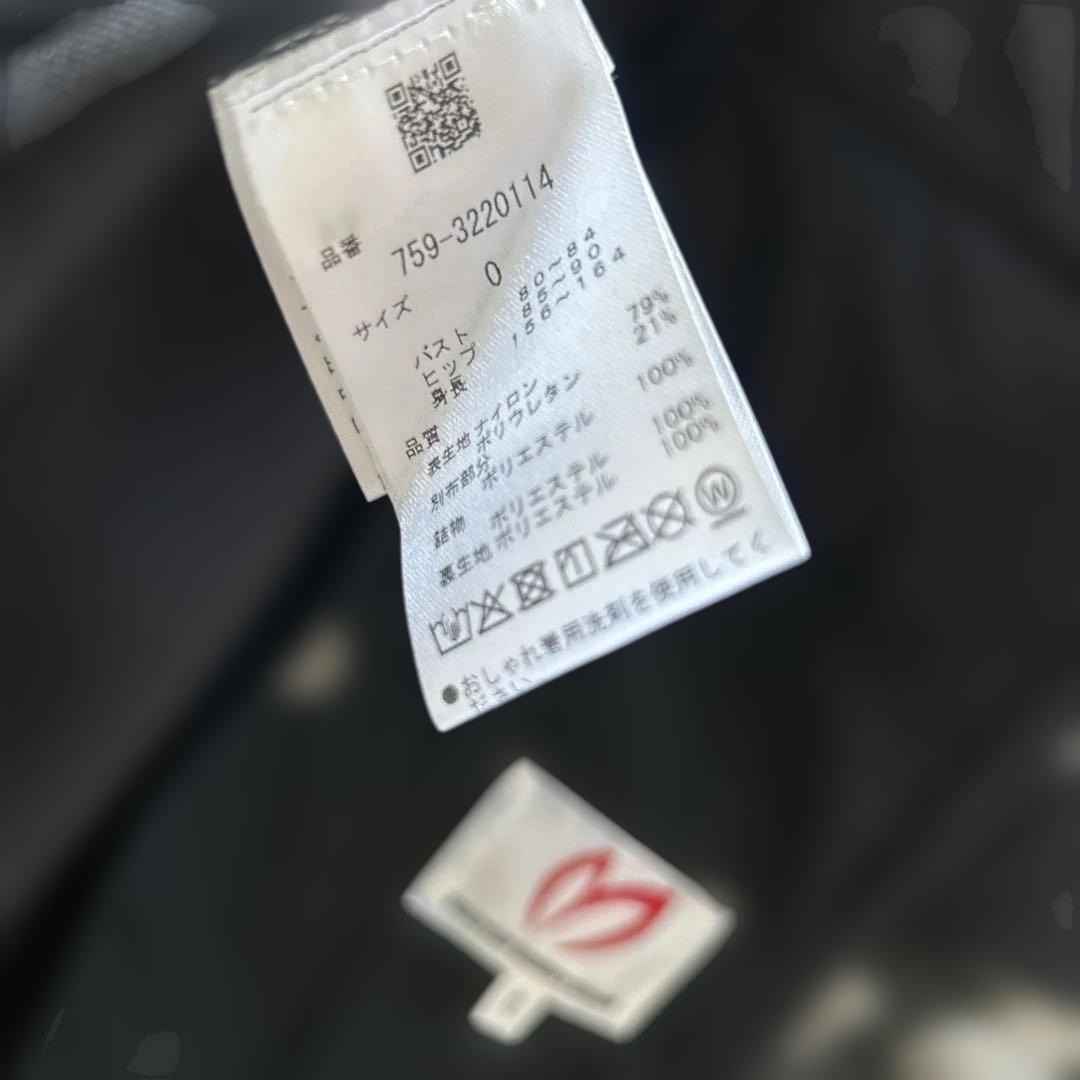 品番 759-3220114
サイズ 0
バスト 80~84
ヒップ 85~90
身長 156~164
品質
表生地 ナイロン 79%
ポリウレタン 21%
別布部分 ポリエステル 100%
詰物 ポリエステル 100%
裏生地 ポリエステル 100%
W
●おしゃれ着用洗剤を使用してく
ださい